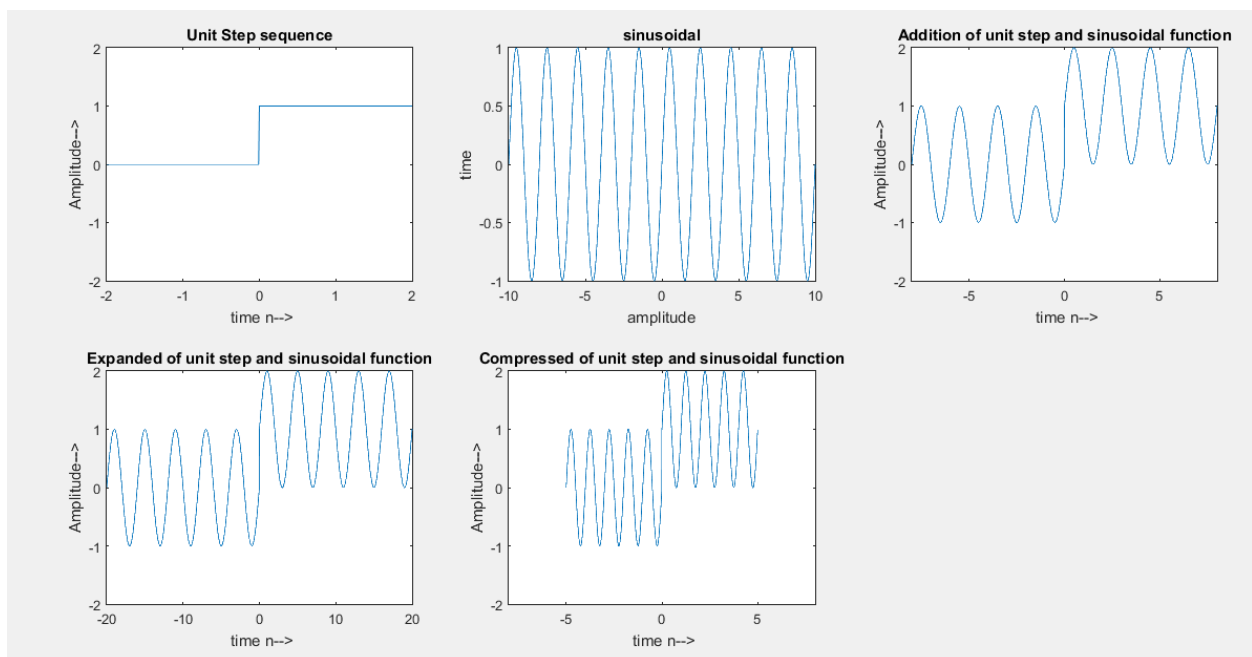 Unit Step sequence
2
1
0
-1
-2
Amplitude-->
-2 -1 0 1 2
time n-->
sinusoidal
1
0.5
0
-0.5
-1
time
-10 -5 0 5 10
amplitude
Addition of unit step and sinusoidal function
2
1
0
-1
-2
Amplitude-->
-5 0 5
time n-->
Expanded of unit step and sinusoidal function
2
1
0
-1
-2
Amplitude-->
-20 -10 0 10 20
time n-->
Compressed of unit step and sinusoidal function
2
1
0
-1
-2
Amplitude-->
-5 0 5
time n-->